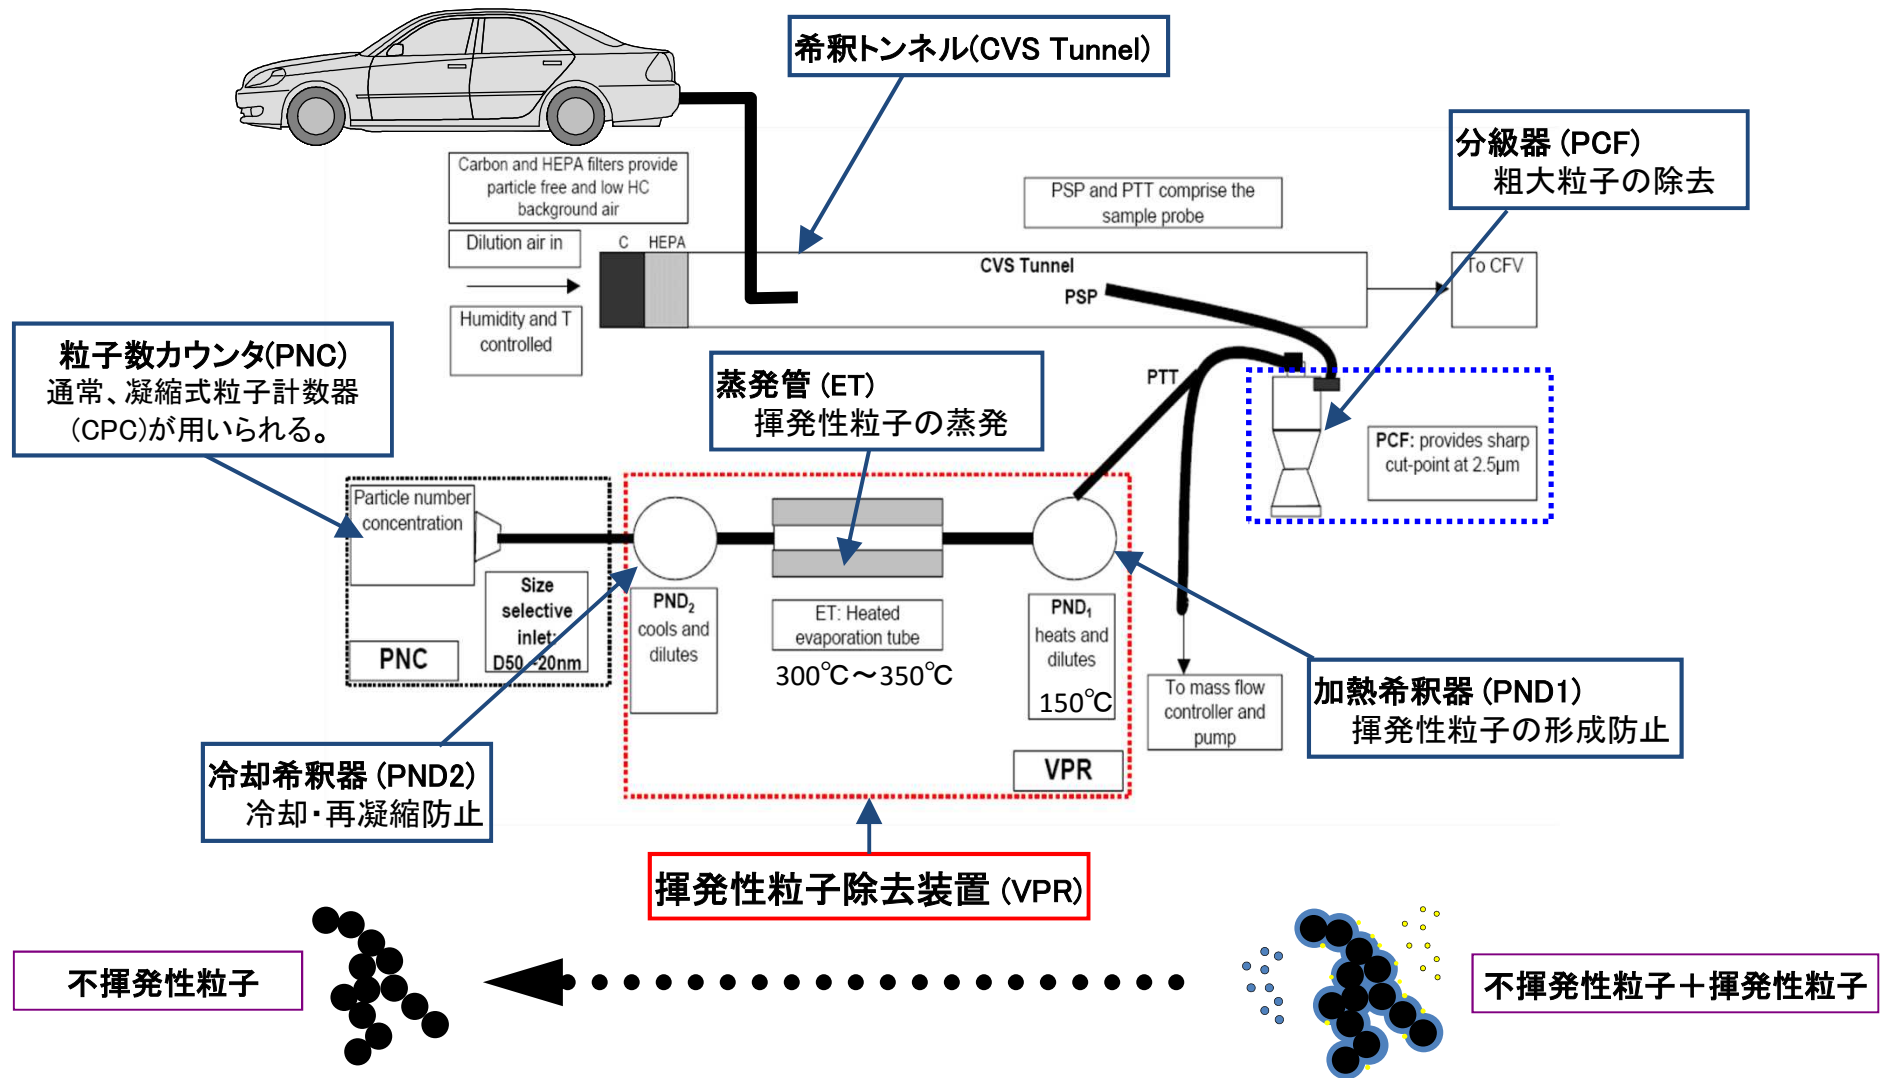 希釈トンネル(CVS Tunnel)
分級器 (PCF)
粗大粒子の除去
Carbon and HEPA filters provide
particle free and low HC
background air
PSP and PTT comprise the
sample probe
Dilution air in
C
HEPA
CVS Tunnel
PSP
To CFV
Humidity and T
controlled
粒子数カウンタ(PNC)
通常、凝縮式粒子計数器
(CPC)が用いられる。
蒸発管 (ET)
揮発性粒子の蒸発
PTT
PCF: provides sharp
cut-point at 2.5µm
Particle number
concentration
Size
selective
inlet:
D50 ~20nm
PNC
PND2
cools and
dilutes
ET: Heated
evaporation tube
300℃～350℃
PND1
heats and
dilutes
150℃
To mass flow
controller and
pump
加熱希釈器 (PND1)
揮発性粒子の形成防止
VPR
冷却希釈器 (PND2)
冷却・再凝縮防止
揮発性粒子除去装置 (VPR)
不揮発性粒子
不揮発性粒子＋揮発性粒子